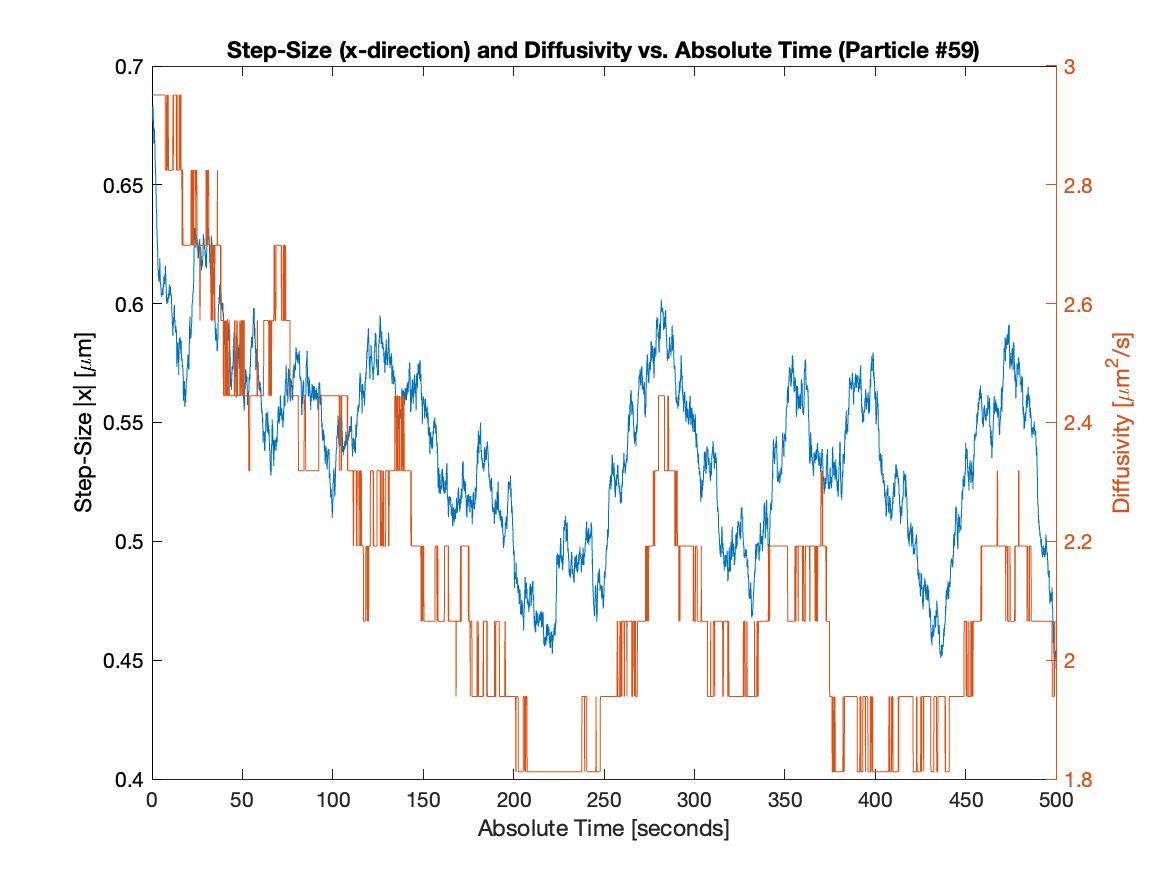 Step-Size (x-direction) and Diffusivity vs. Absolute Time (Particle #59)
0.7
0.65
0.6
0.55
0.5
0.45
0.4
Step-Size |x| [μm]
3
2.8
2.6
2.4
2.2
2
1.8
Diffusivity [μm²/s]
0 50 100 150 200 250 300 350 400 450 500
Absolute Time [seconds]